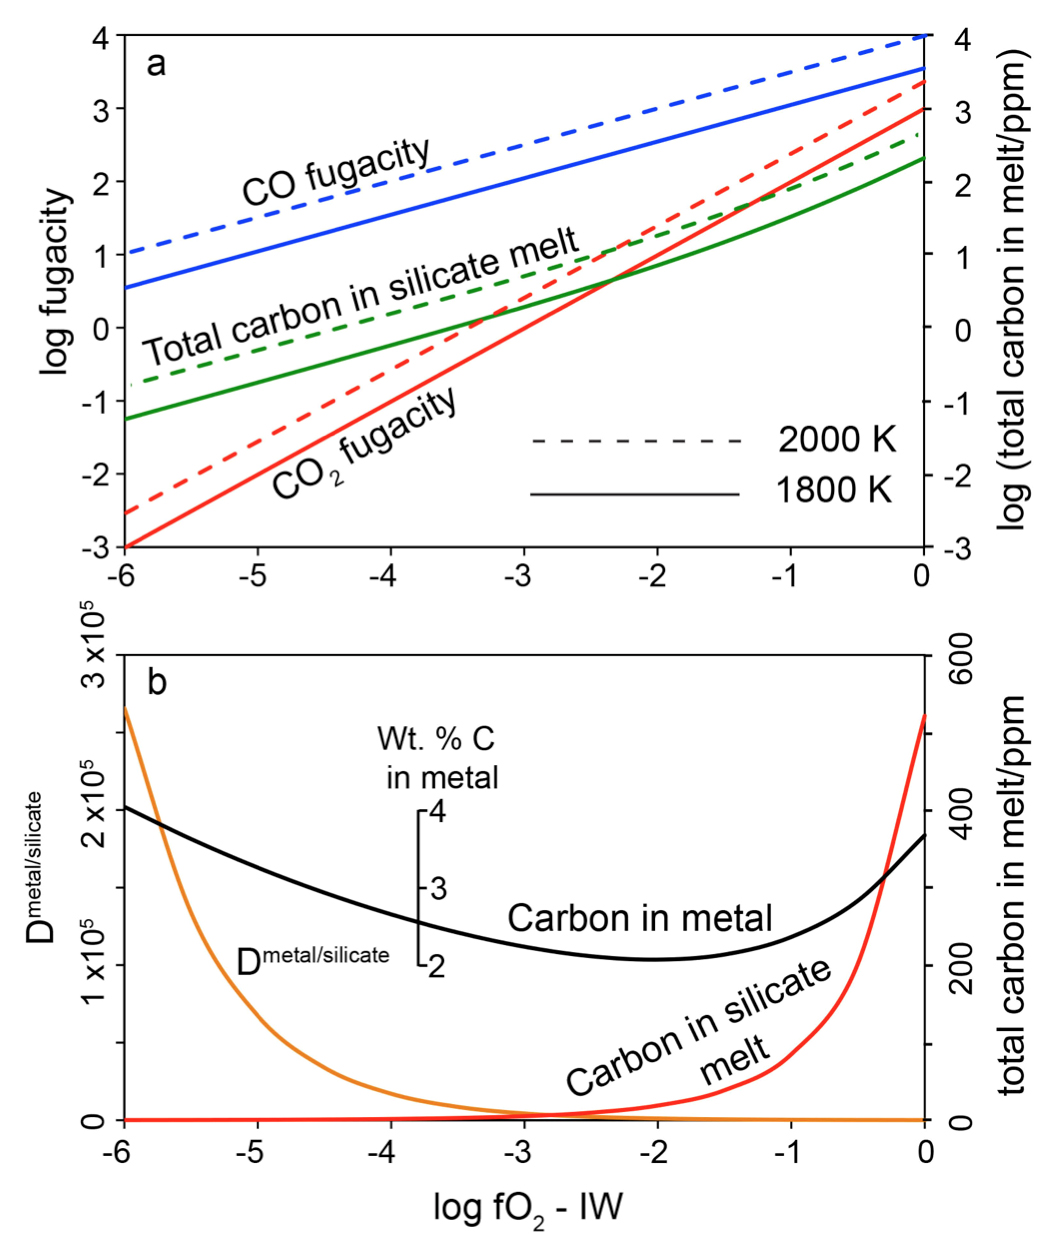 a
4
3
2
1
0
-1
-2
-3
log fugacity
4
3
2
1
0
-1
-2
-3
log (total carbon in melt/ppm)
CO fugacity
Total carbon in silicate melt
CO2 fugacity
2000 K
1800 K
-6 -5 -4 -3 -2 -1 0
b
3 x10⁵
2 x10⁵
1 x10⁵
0
Dmetal/silicate
600
400
200
0
total carbon in melt/ppm
Wt. % C
in metal
4
3
2
Carbon in metal
Dmetal/silicate
Carbon in silicate
melt
-6 -5 -4 -3 -2 -1 0
log fO2 - IW